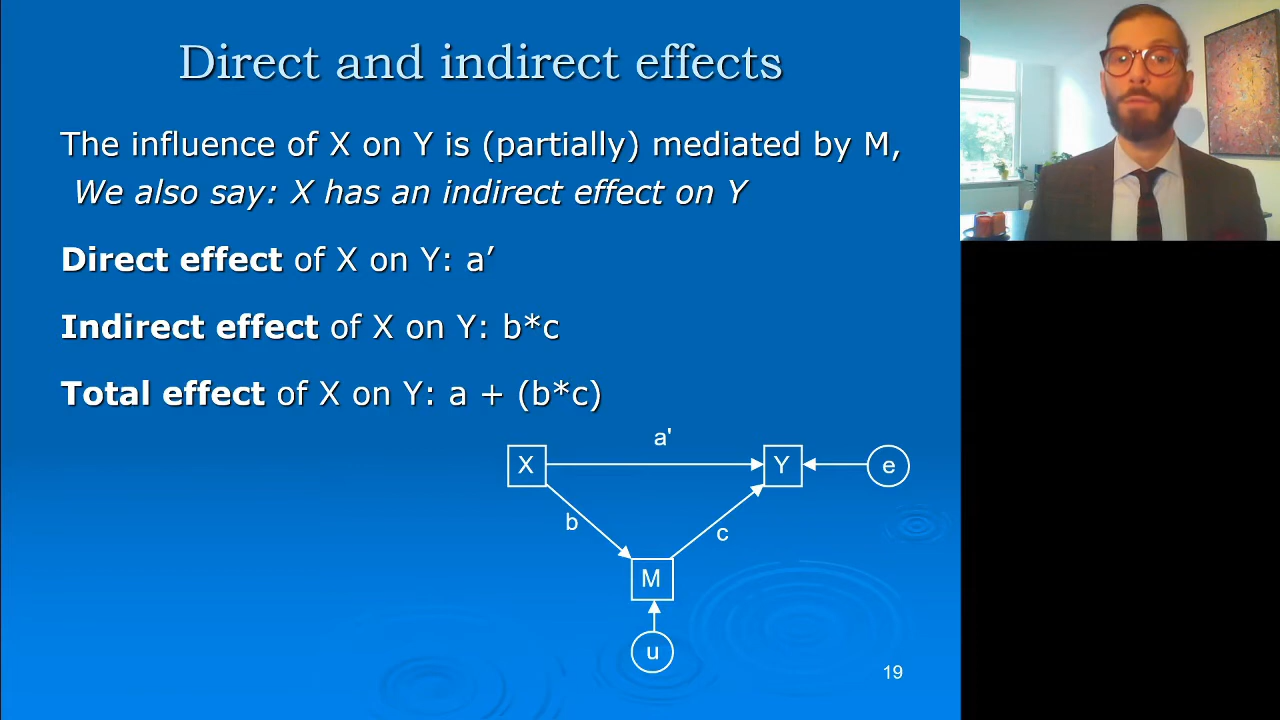 Direct and indirect effects
The influence of X on Y is (partially) mediated by M,
We also say: X has an indirect effect on Y
Direct effect of X on Y: a′
Indirect effect of X on Y: b*c
Total effect of X on Y: a + (b*c)
a'
X
Y
e
b
c
M
u
19